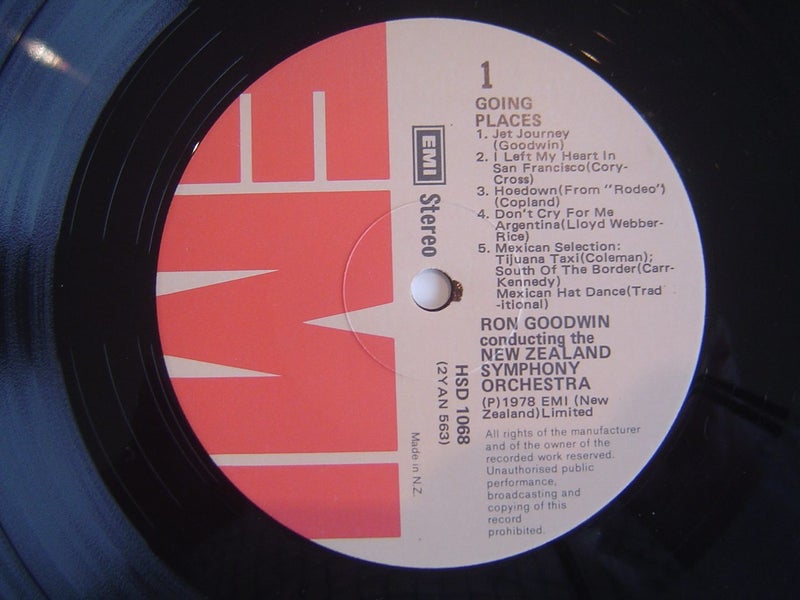 EMI
EMI
Stereo
1
GOING
PLACES
1. Jet Journey
(Goodwin)
2. I Left My Heart In
San Francisco(Cory-
Cross)
3. Hoedown(From "Rodeo")
(Copland)
4. Don't Cry For Me
Argentina(Lloyd Webber-
Rice)
5. Mexican Selection:
Tijuana Taxi(Coleman);
South Of The Border(Carr-
Kennedy)
Mexican Hat Dance(Trad
-itional)
RON GOODWIN
conducting the
NEW ZEALAND
SYMPHONY
ORCHESTRA
(P)1978 EMI (New
Zealand)Limited
HSD 1068
(2YAN 563)
Made in N.Z.
All rights of the manufacturer
and of the owner of the
recorded work reserved.
Unauthorised public
performance,
broadcasting and
copying of this
record
prohibited.